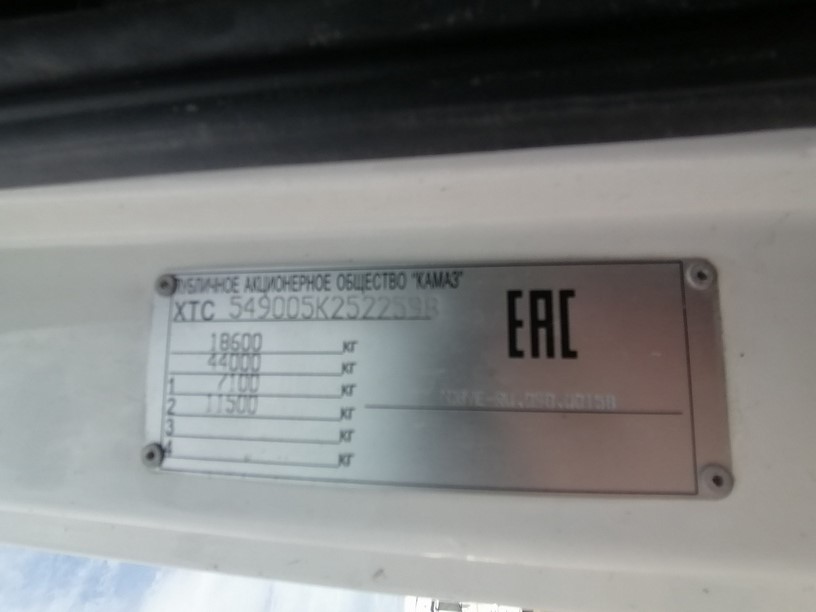 ПУБЛИЧНОЕ АКЦИОНЕРНОЕ ОБЩЕСТВО "КАМАЗ"
ХТС 549005K2522598
EAC
18600 кг
44000 кг
1 7100 кг
2 11500 кг
3 кг
4 кг